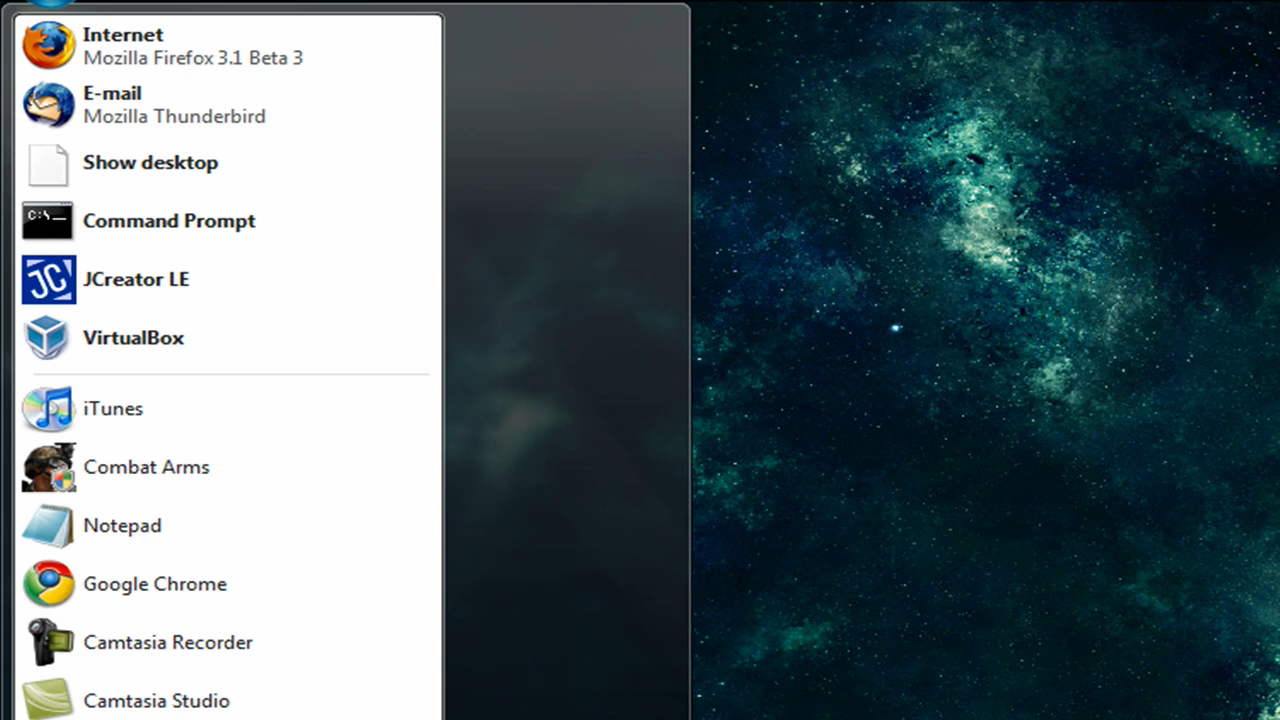 Internet
Mozilla Firefox 3.1 Beta 3
E-mail
Mozilla Thunderbird
Show desktop
C:\_
Command Prompt
JC
JCreator LE
VirtualBox
iTunes
Combat Arms
Notepad
Google Chrome
Camtasia Recorder
Camtasia Studio